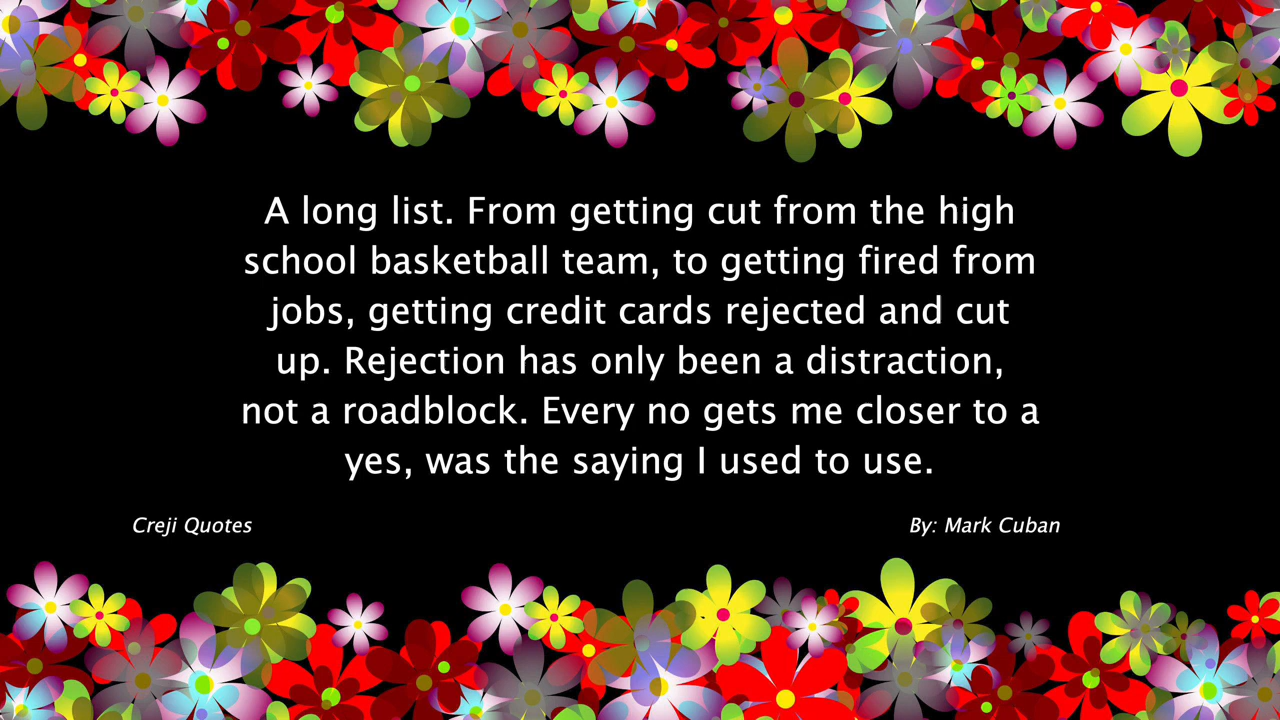 A long list. From getting cut from the high
school basketball team, to getting fired from
jobs, getting credit cards rejected and cut
up. Rejection has only been a distraction,
not a roadblock. Every no gets me closer to a
yes, was the saying I used to use.
Creji Quotes
By: Mark Cuban